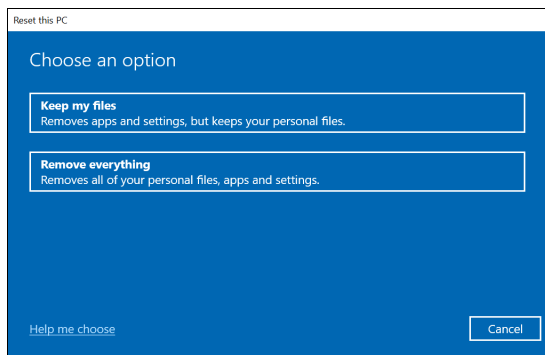 Reset this PC
Choose an option
Keep my files
Removes apps and settings, but keeps your personal files.
Remove everything
Removes all of your personal files, apps and settings.
Help me choose
Cancel